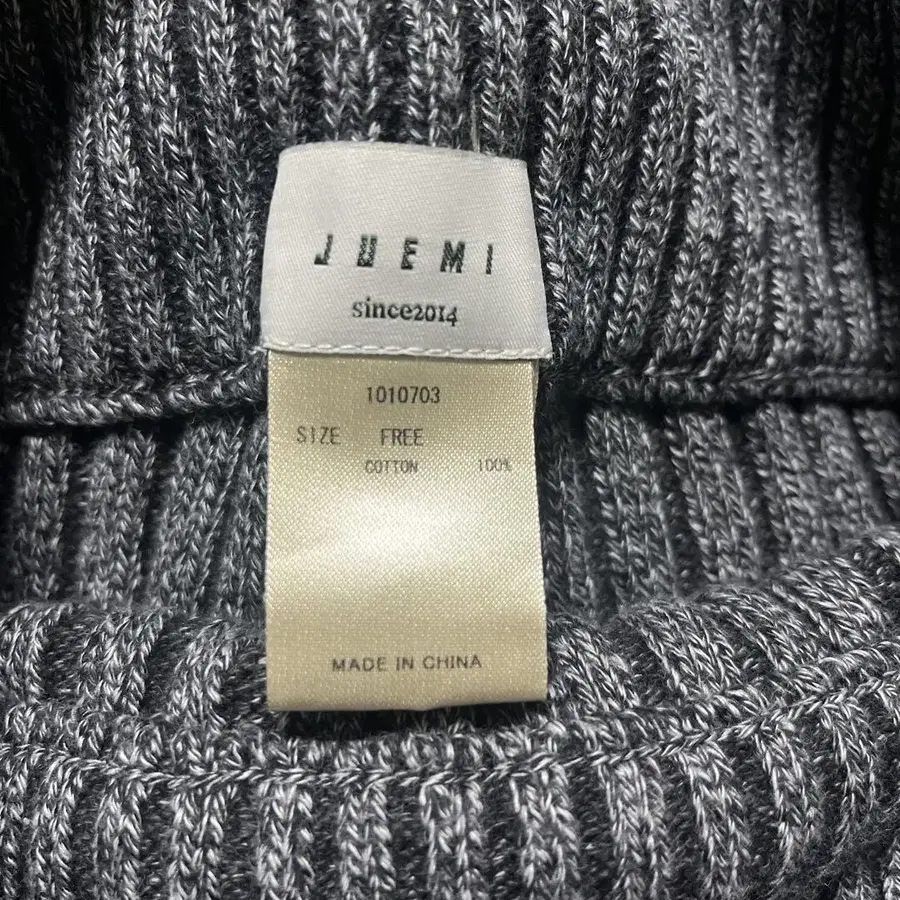 JUEMI
since2014
1010703
SIZE FREE
COTTON 100%
MADE IN CHINA